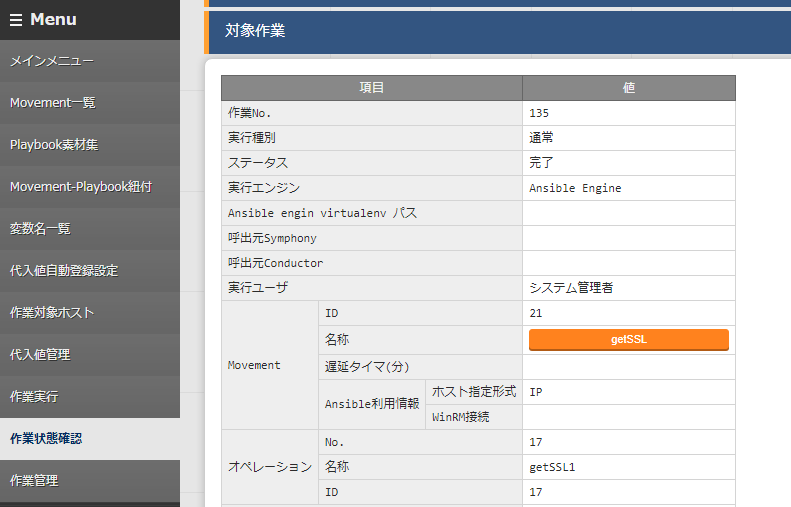 ☰ Menu
メインメニュー
Movement一覧
Playbook素材集
Movement-Playbook紐付
変数名一覧
代入値自動登録設定
作業対象ホスト
代入値管理
作業実行
作業状態確認
作業管理
対象作業
項目 値
作業No. 135
実行種別 通常
ステータス 完了
実行エンジン Ansible Engine
Ansible engin virtualenv パス
呼出元Symphony
呼出元Conductor
実行ユーザ システム管理者
Movement
ID 21
名称 getSSL
遅延タイマ(分)
Ansible利用情報
ホスト指定形式 IP
WinRM接続
オペレーション
No. 17
名称 getSSL1
ID 17